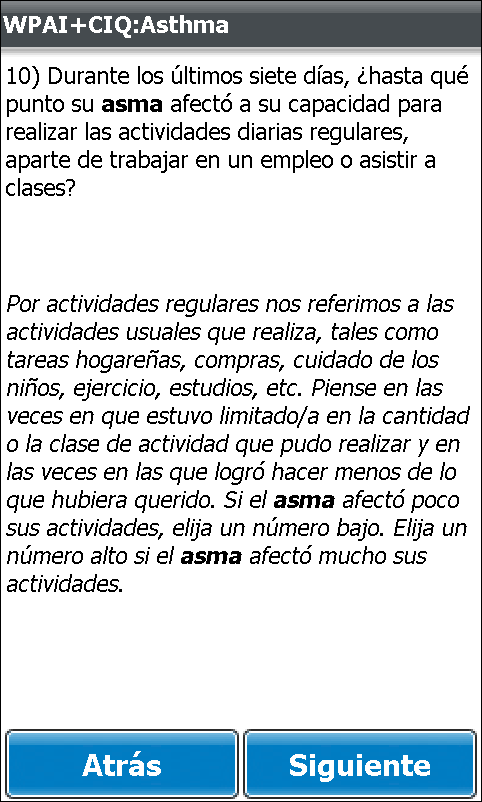 WPAI+CIQ:Asthma
10) Durante los últimos siete días, ¿hasta qué
punto su asma afectó a su capacidad para
realizar las actividades diarias regulares,
aparte de trabajar en un empleo o asistir a
clases?
Por actividades regulares nos referimos a las
actividades usuales que realiza, tales como
tareas hogareñas, compras, cuidado de los
niños, ejercicio, estudios, etc. Piense en las
veces en que estuvo limitado/a en la cantidad
o la clase de actividad que pudo realizar y en
las veces en las que logró hacer menos de lo
que hubiera querido. Si el asma afectó poco
sus actividades, elija un número bajo. Elija un
número alto si el asma afectó mucho sus
actividades.
Atrás
Siguiente